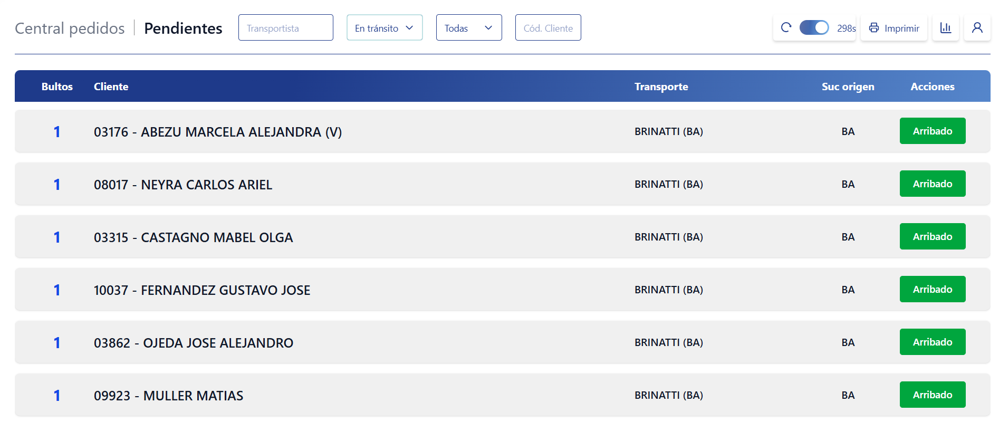 Central pedidos | Pendientes Transportista En tránsito Todas Cód. Cliente 298s Imprimir
Bultos Cliente Transporte Suc origen Acciones
1 03176 - ABEZU MARCELA ALEJANDRA (V) BRINATTI (BA) BA Arribado
1 08017 - NEYRA CARLOS ARIEL BRINATTI (BA) BA Arribado
1 03315 - CASTAGNO MABEL OLGA BRINATTI (BA) BA Arribado
1 10037 - FERNANDEZ GUSTAVO JOSE BRINATTI (BA) BA Arribado
1 03862 - OJEDA JOSE ALEJANDRO BRINATTI (BA) BA Arribado
1 09923 - MULLER MATIAS BRINATTI (BA) BA Arribado